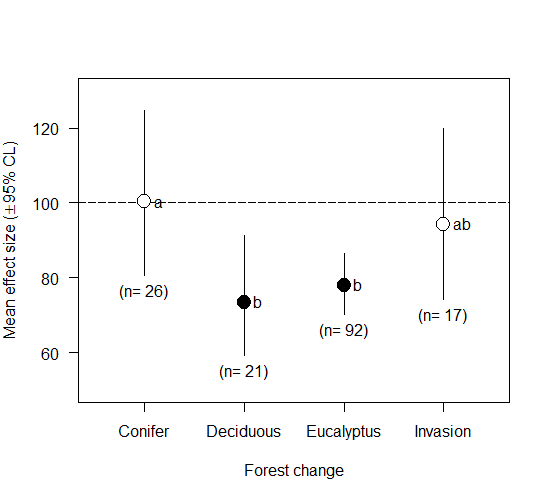 Mean effect size (±95% CL)
120
100
80
60
a
b
b
ab
(n= 26)
(n= 21)
(n= 92)
(n= 17)
Conifer Deciduous Eucalyptus Invasion
Forest change